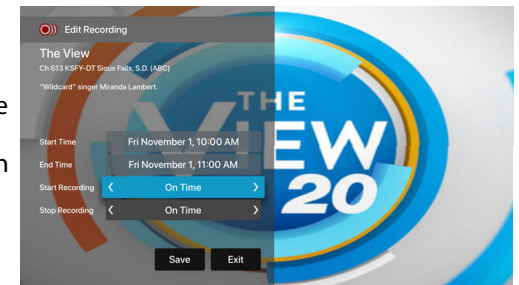 Edit Recording
The View
Ch 613 KSFY-DT Sioux Falls, S.D. (ABC)
"Wildcard" singer Miranda Lambert.
Start Time Fri November 1, 10:00 AM
End Time Fri November 1, 11:00 AM
Start Recording < On Time >
Stop Recording < On Time >
Save Exit
THE
VIEW
20